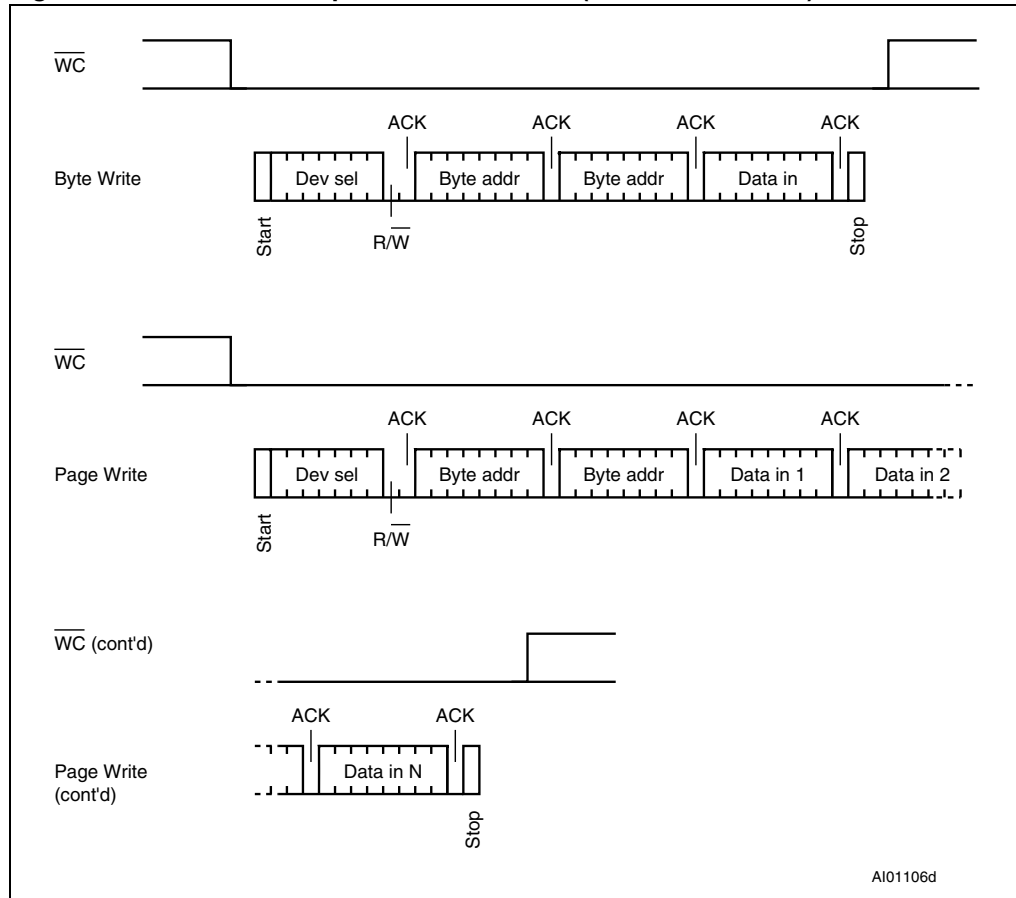 WC
ACK ACK ACK ACK
Byte Write Dev sel Byte addr Byte addr Data in
Start R/W Stop
WC
ACK ACK ACK ACK
Page Write Dev sel Byte addr Byte addr Data in 1 Data in 2
Start R/W
WC (cont'd)
ACK ACK
Page Write
(cont'd) Data in N
Stop
AI01106d